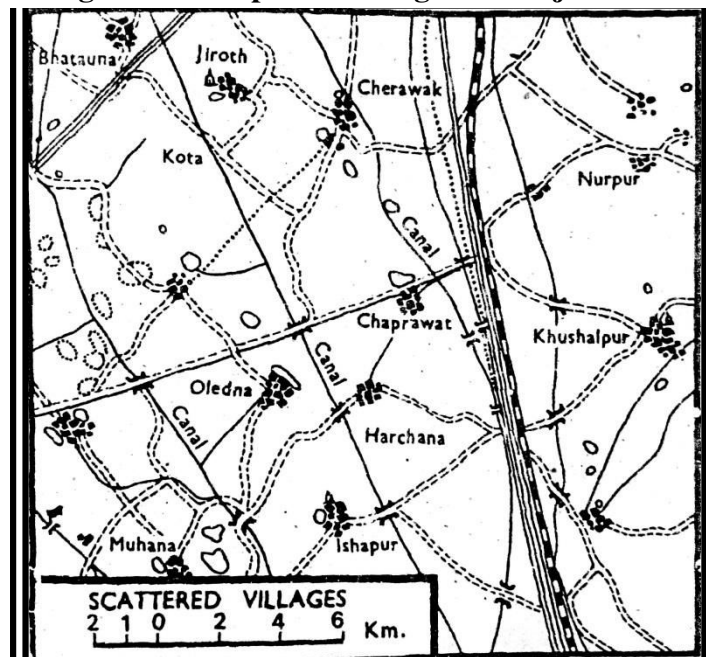 Jiroth
Bhatauna
Cherawak
Kota
Nurpur
Canal
Chaprawat
Khushalpur
Canal
Oledna
Canal
Harchana
Muhana
Ishapur
SCATTERED VILLAGES
2 1 0 2 4 6 Km.